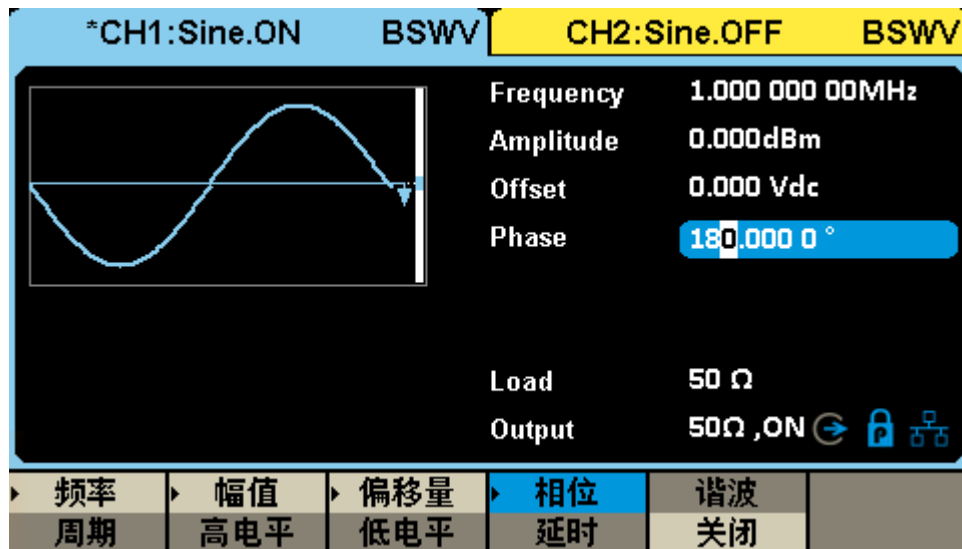 *CH1:Sine.ON BSWV CH2:Sine.OFF BSWV
Frequency 1.000 000 00MHz
Amplitude 0.000dBm
Offset 0.000 Vdc
Phase 180.000 0 °
Load 50 Ω
Output 50Ω ,ON P
频率 幅值 偏移量 相位 谐波
周期 高电平 低电平 延时 关闭